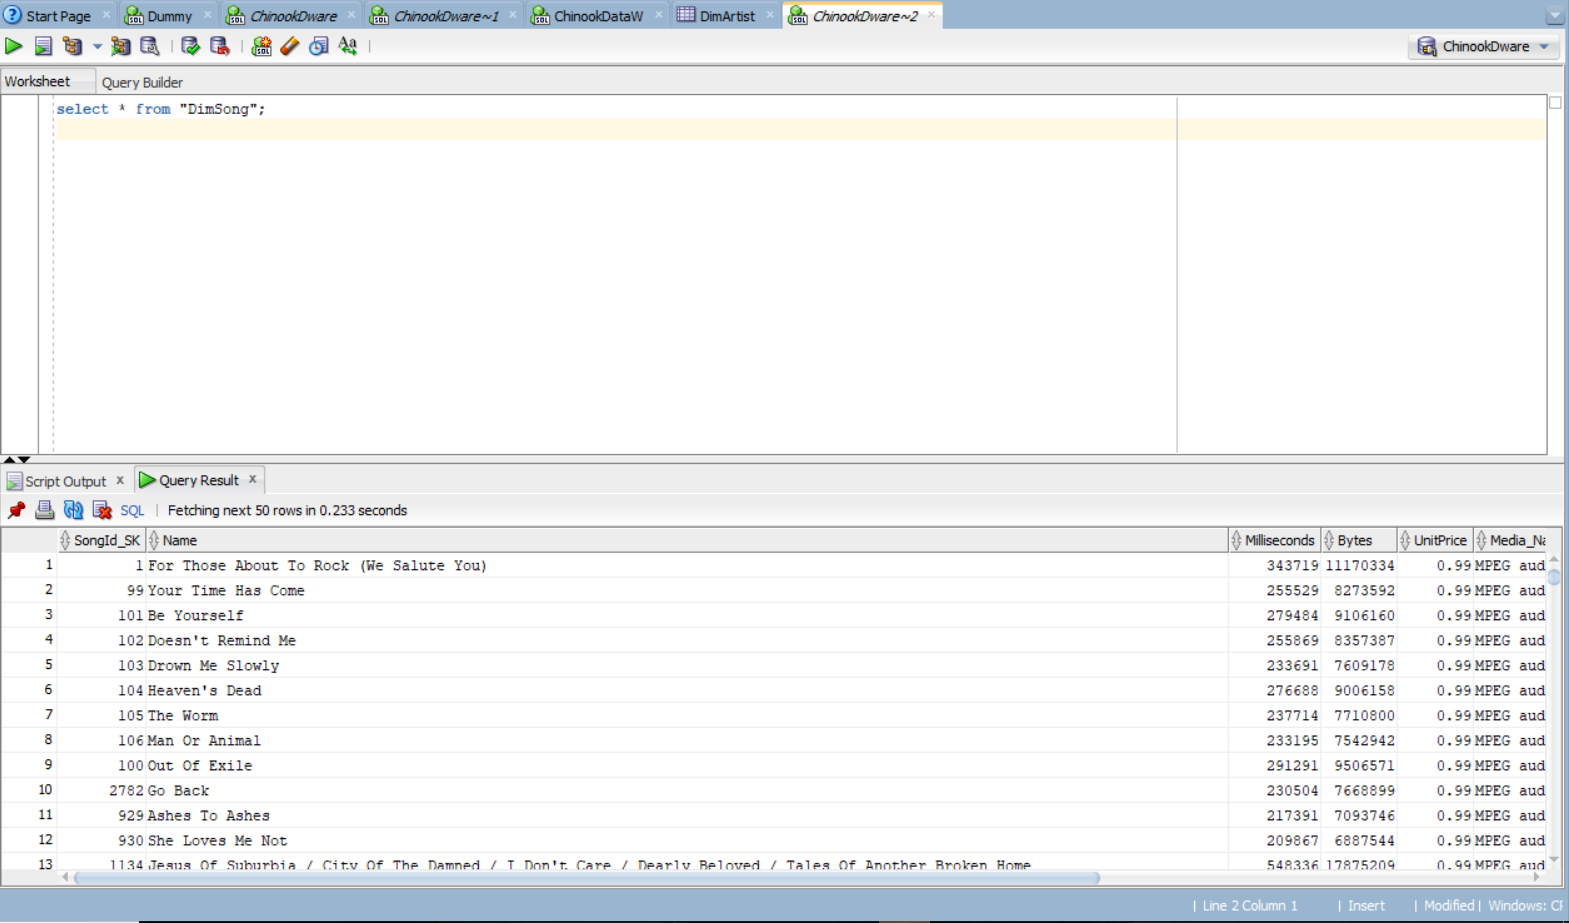 Start Page Dummy ChinookDware ChinookDware~1 ChinookDataW DimArtist ChinookDware~2
ChinookDware
Worksheet Query Builder
select * from "DimSong";
Script Output x Query Result x
SQL | Fetching next 50 rows in 0.233 seconds
SongId_SK Name Milliseconds Bytes UnitPrice Media_Na
1 1 For Those About To Rock (We Salute You) 343719 11170334 0.99 MPEG aud
2 99 Your Time Has Come 255529 8273592 0.99 MPEG aud
3 101 Be Yourself 279484 9106160 0.99 MPEG aud
4 102 Doesn't Remind Me 255869 8357387 0.99 MPEG aud
5 103 Drown Me Slowly 233691 7609178 0.99 MPEG aud
6 104 Heaven's Dead 276688 9006158 0.99 MPEG aud
7 105 The Worm 237714 7710800 0.99 MPEG aud
8 106 Man Or Animal 233195 7542942 0.99 MPEG aud
9 100 Out Of Exile 291291 9506571 0.99 MPEG aud
10 2782 Go Back 230504 7668899 0.99 MPEG aud
11 929 Ashes To Ashes 217391 7093746 0.99 MPEG aud
12 930 She Loves Me Not 209867 6887544 0.99 MPEG aud
13 1134 Jesus Of Suburbia / City Of The Damned / I Don't Care / Dearly Beloved / Tales Of Another Broken Home 548336 17875209 0.99 MPEG aud
| Line 2 Column 1 | Insert | Modified | Windows: CF